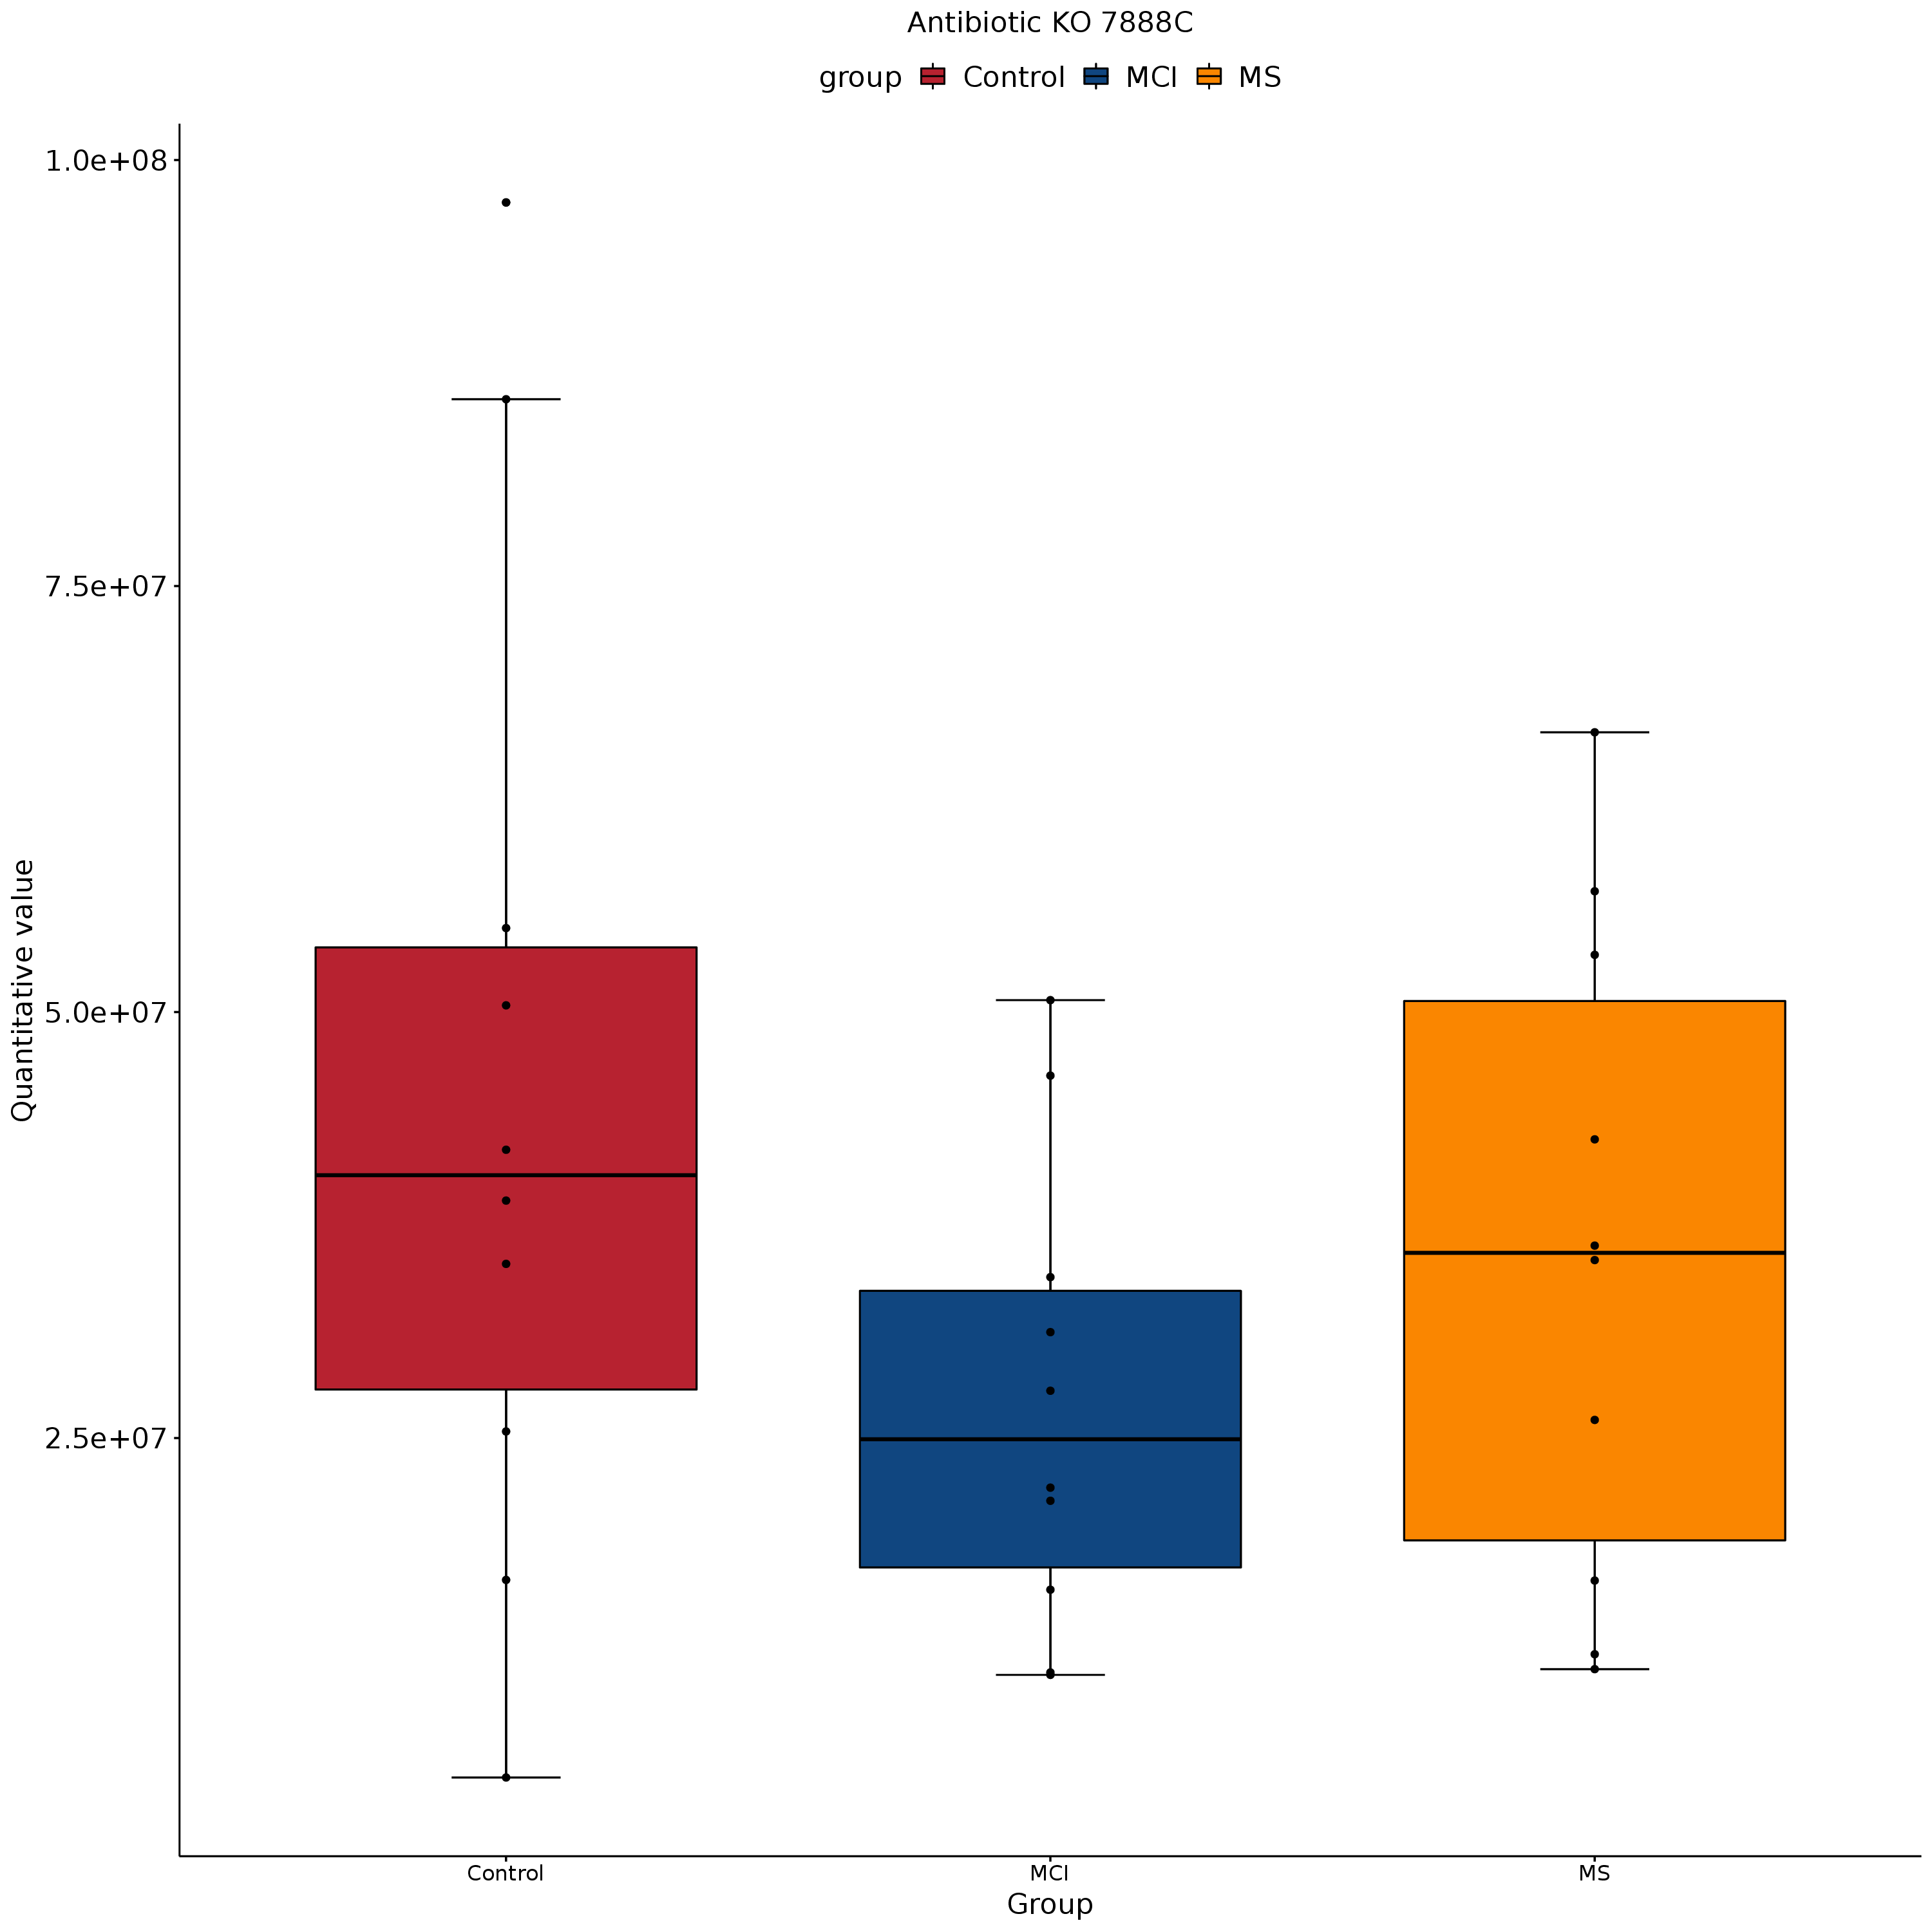 Antibiotic KO 7888C
group Control MCI MS
1.0e+08
7.5e+07
5.0e+07
2.5e+07
Quantitative value
Control MCI MS
Group